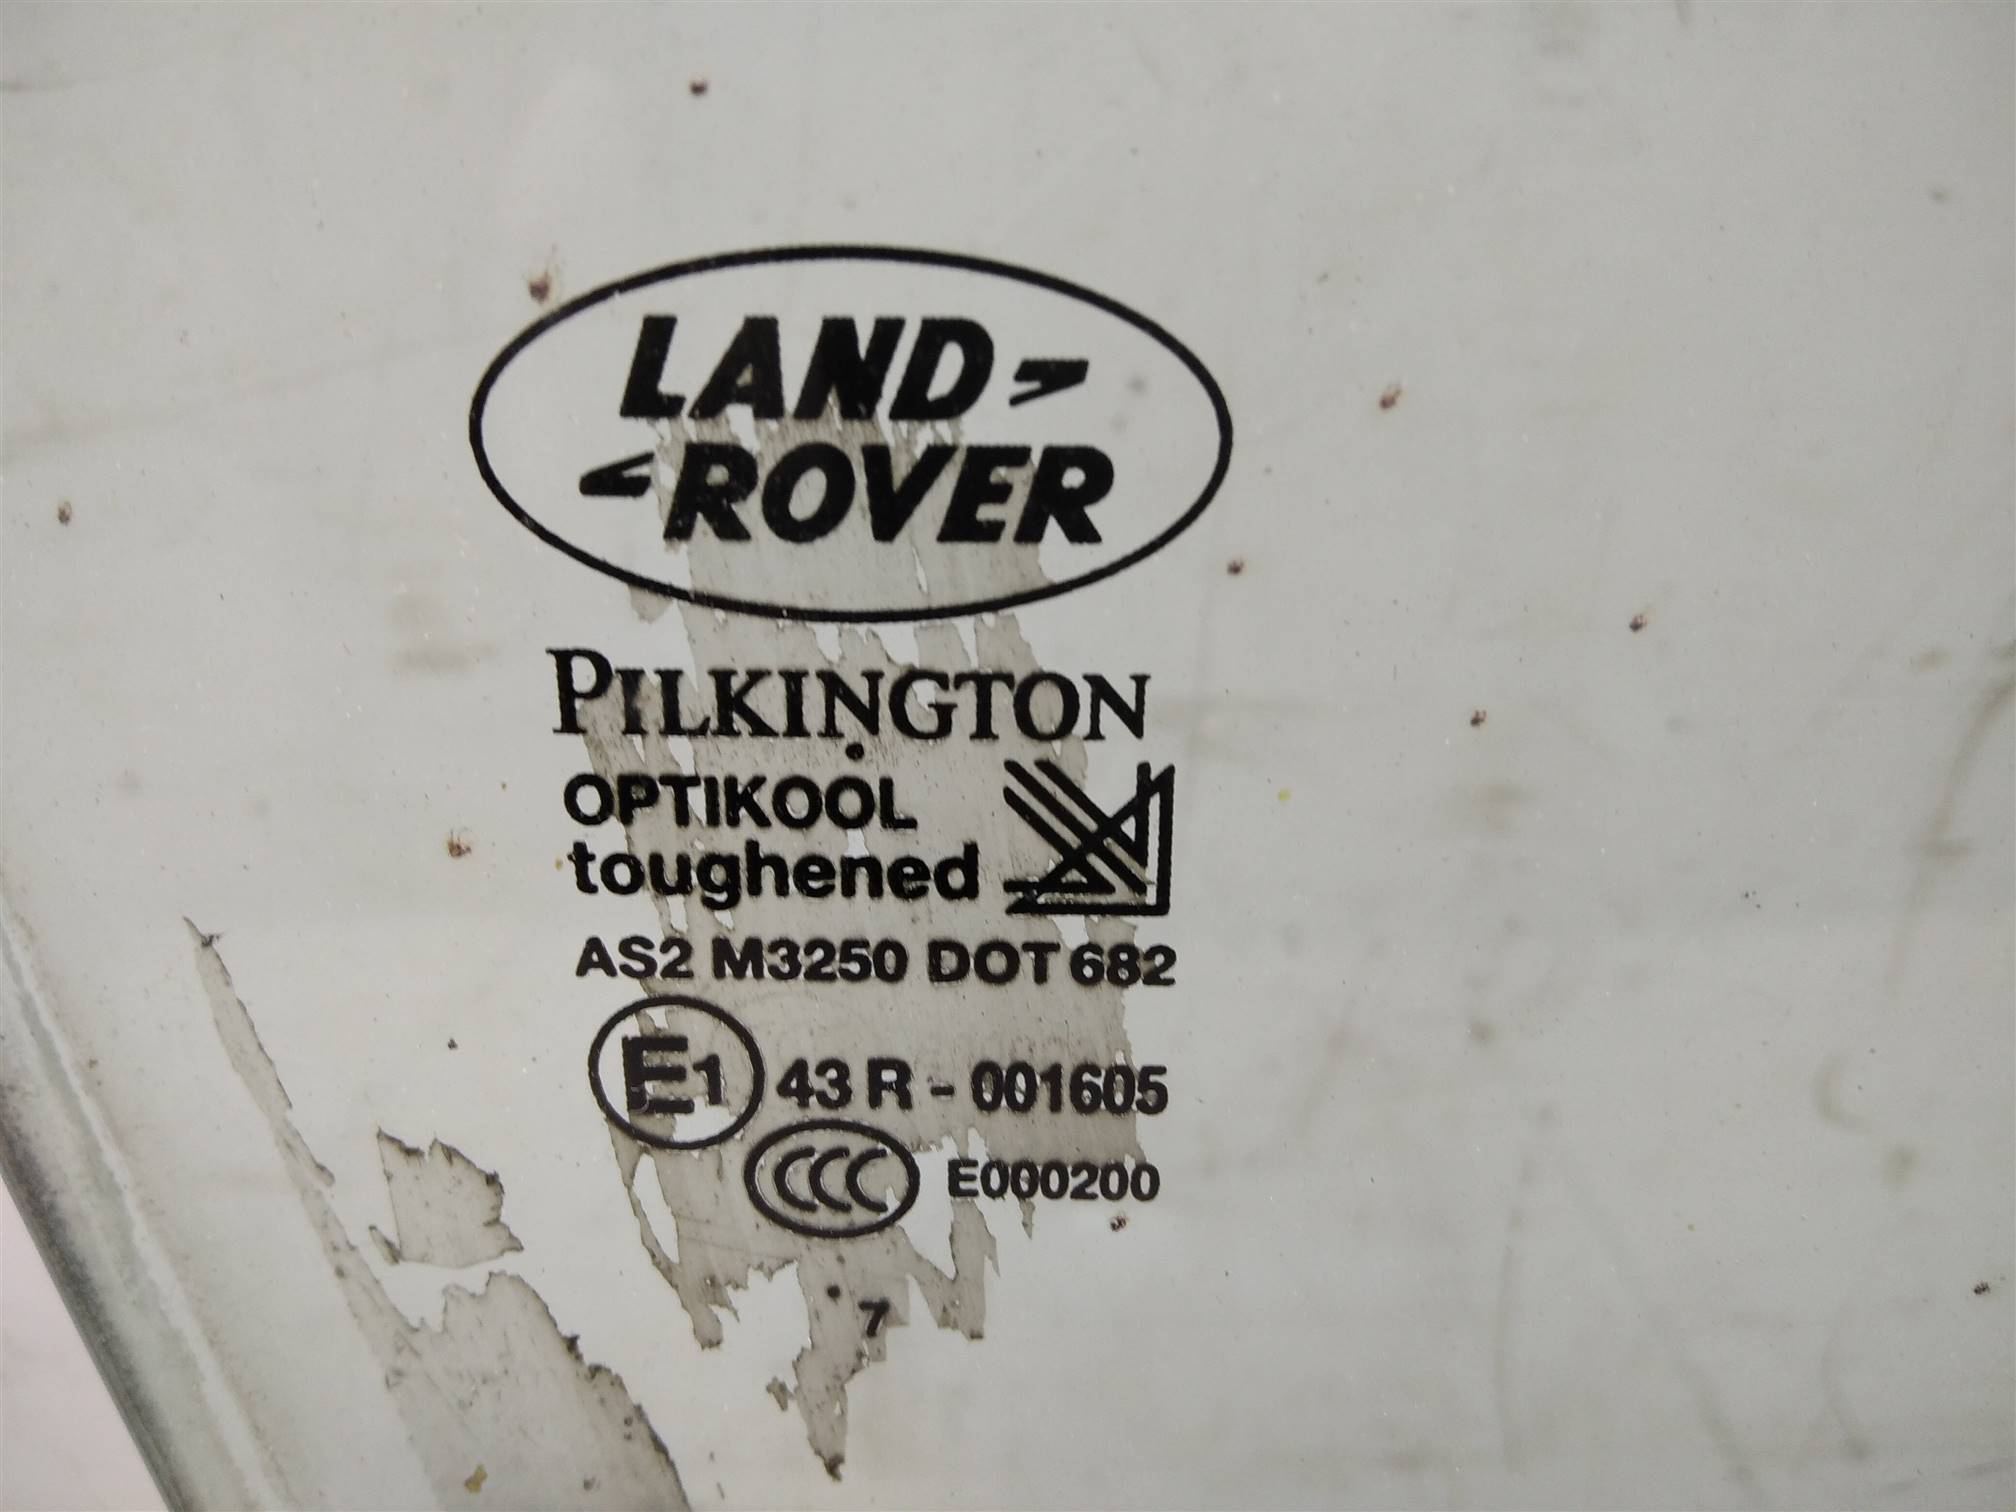 LAND
ROVER
PILKINGTON
OPTIKOOL
toughened
AS2 M3250 DOT 682
E1 43 R - 001605
CCC E000200
. 7